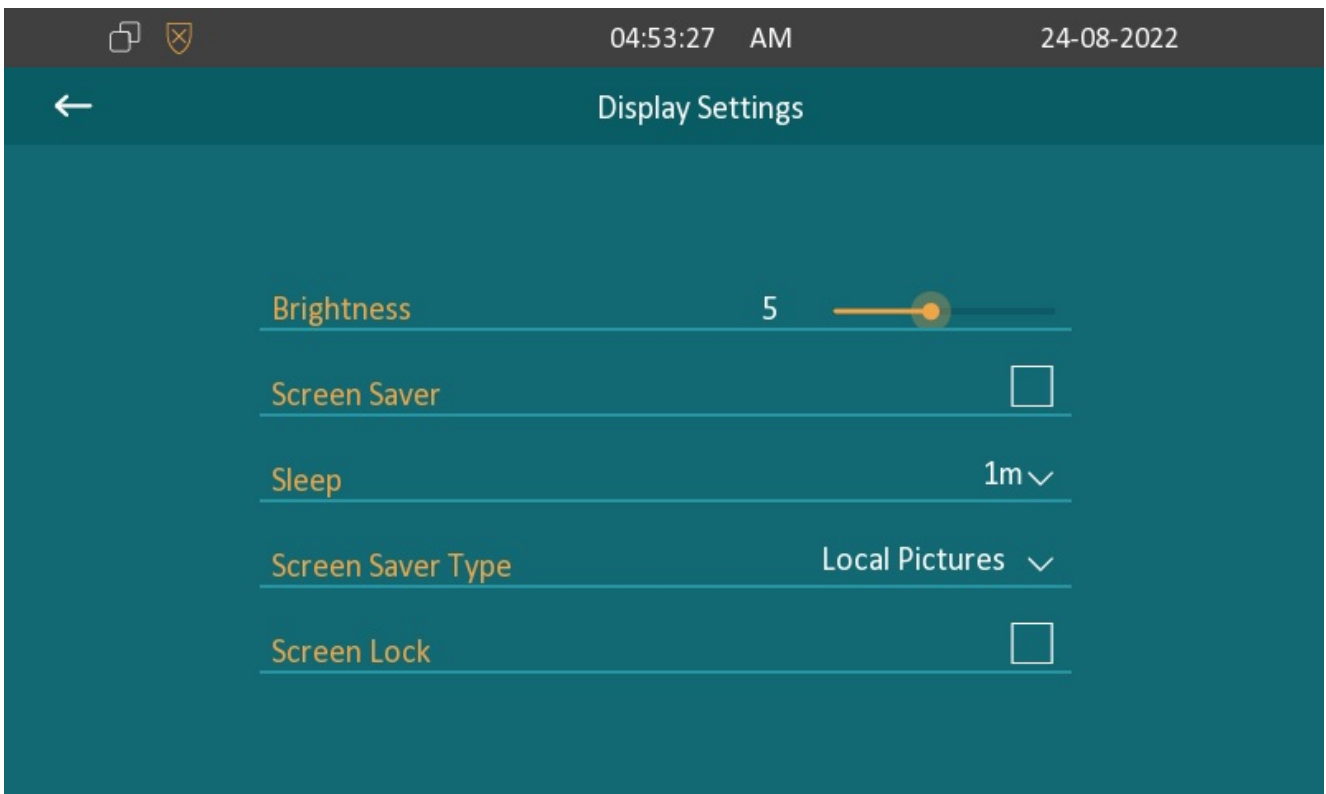 04:53:27 AM 24-08-2022
Display Settings
Brightness 5
Screen Saver
Sleep 1m
Screen Saver Type Local Pictures
Screen Lock